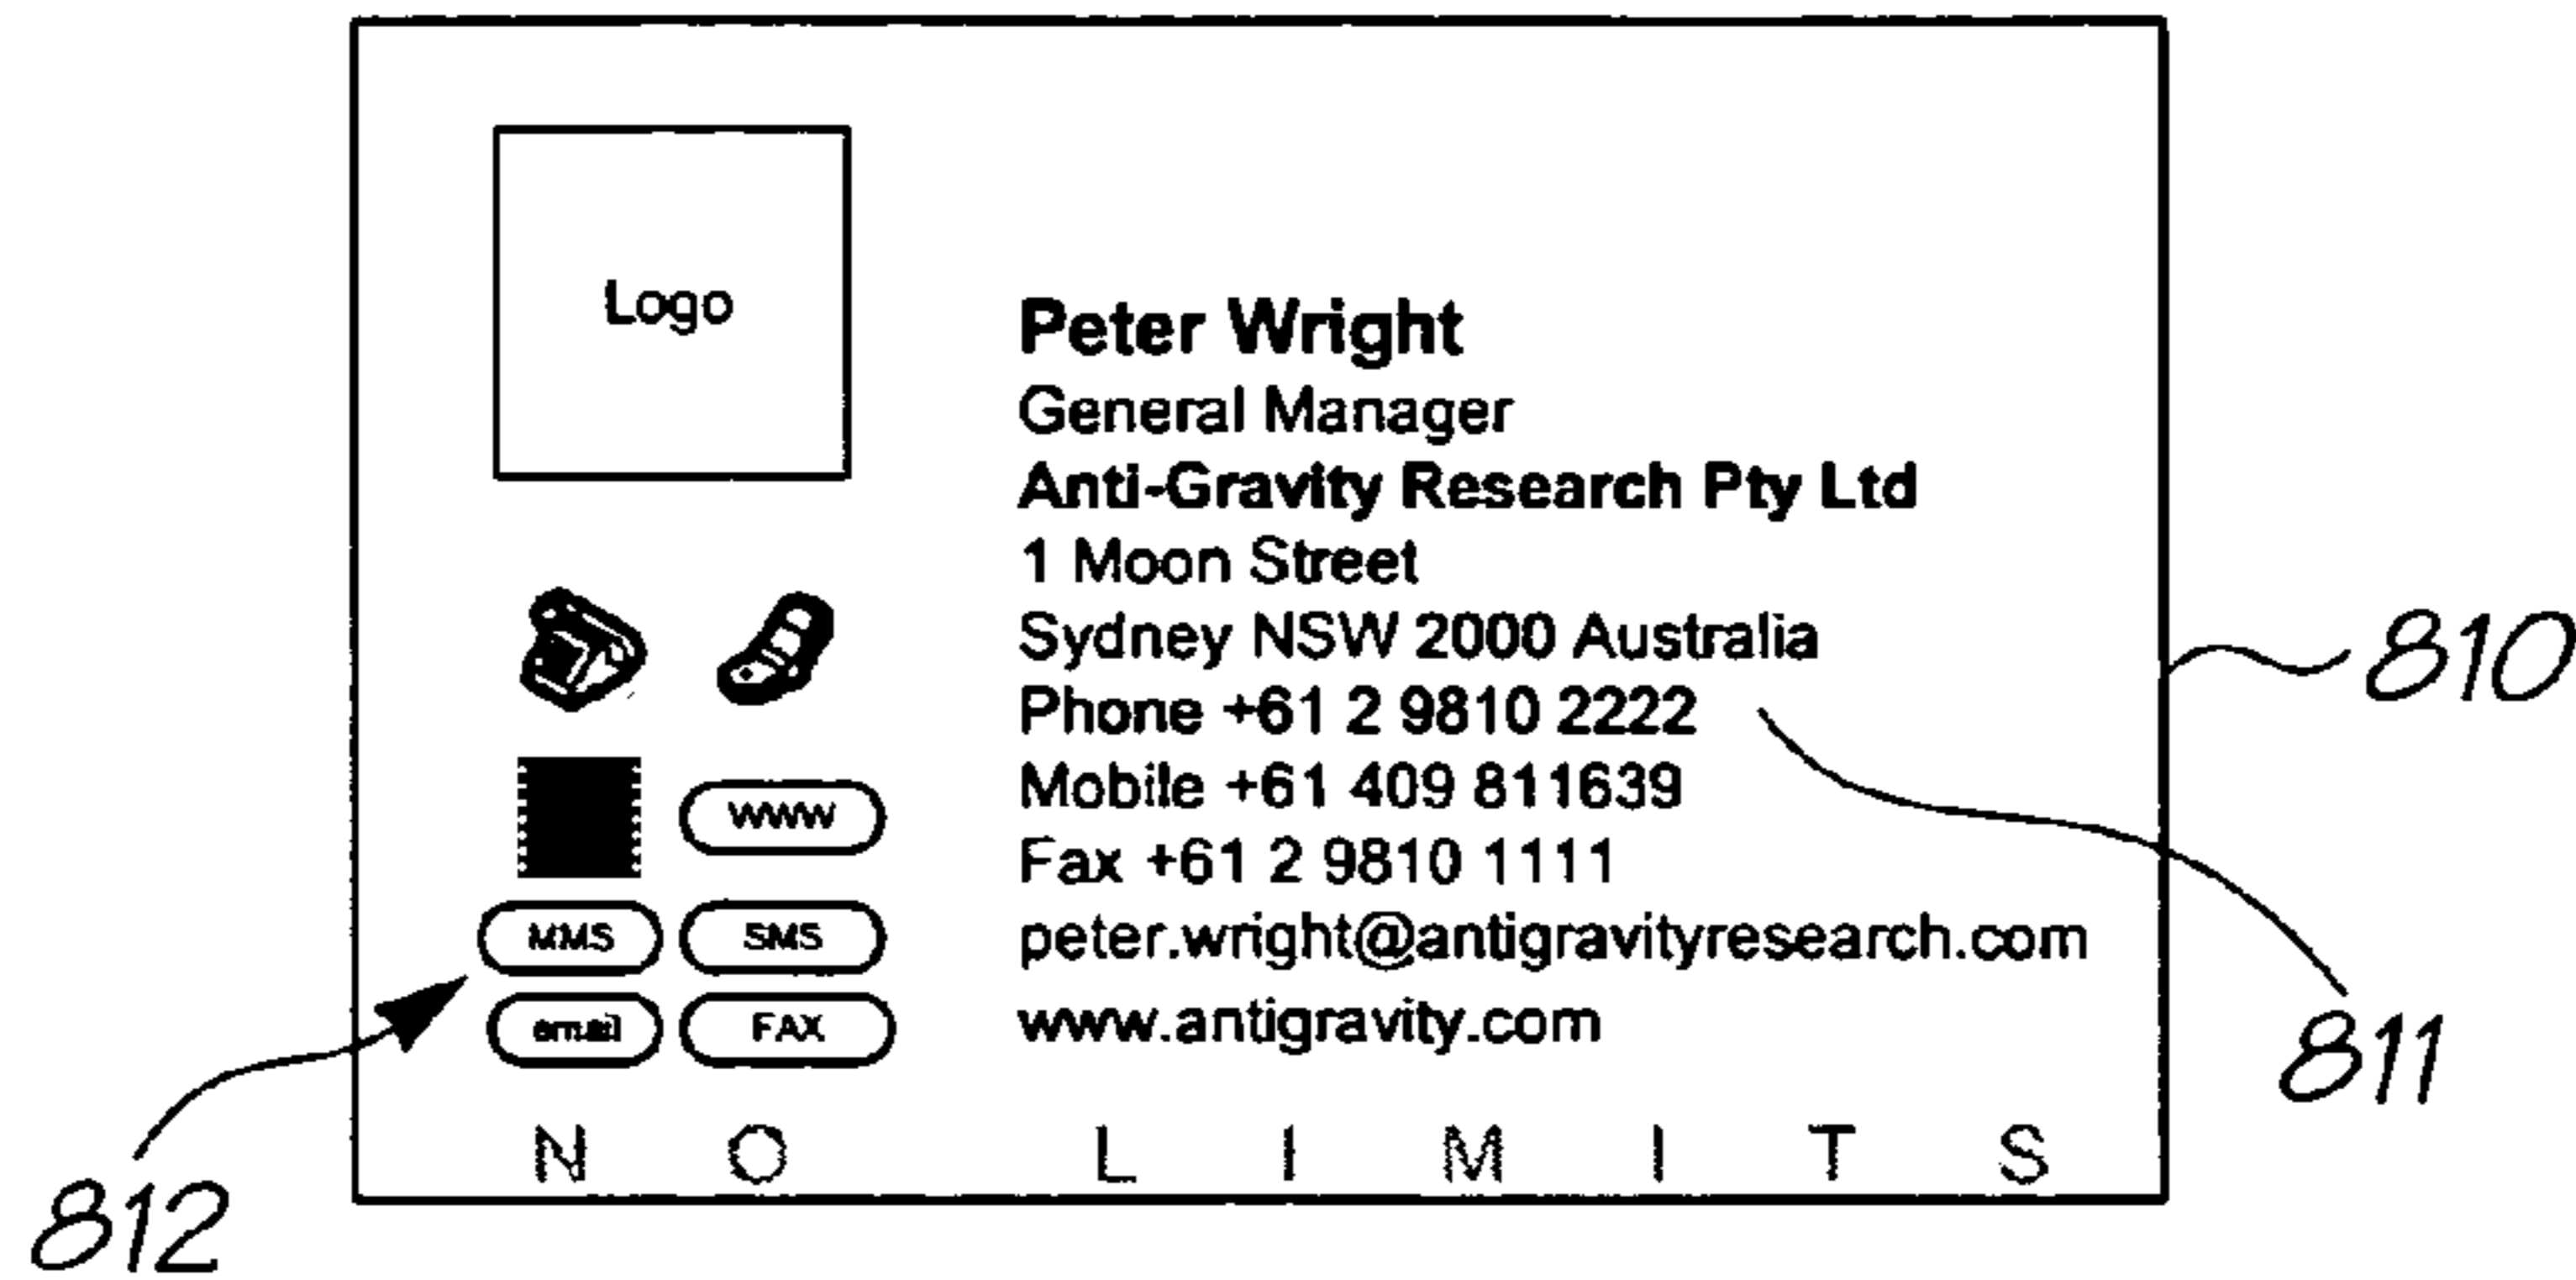 Logo
Peter Wright
General Manager
Anti-Gravity Research Pty Ltd
1 Moon Street
Sydney NSW 2000 Australia
Phone +61 2 9810 2222
Mobile +61 409 811639
Fax +61 2 9810 1111
peter.wright@antigravityresearch.com
www.antigravity.com
WWW
MMS SMS
email FAX
N O L I M I T S
810
811
812